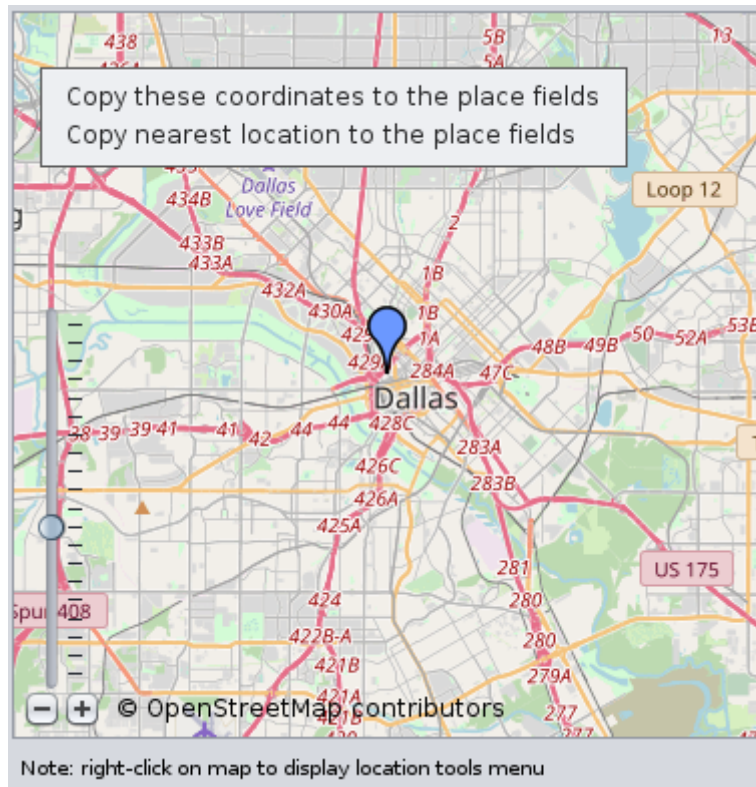 438
5B
5A
13
Copy these coordinates to the place fields
Copy nearest location to the place fields
Dallas
Love Field
Loop 12
434B
2
433B
433A
1B
432A
430A
1B
1A
53B
52A
50
49B
48B
284A
47C
Dallas
38 39 39 41 41 42 44 44
428C
283A
426C
283B
426A
425A
281
US 175
424
280
Spur 408
422B-A
280
421B
279A
421A
421B
277
© OpenStreetMap contributors
Note: right-click on map to display location tools menu